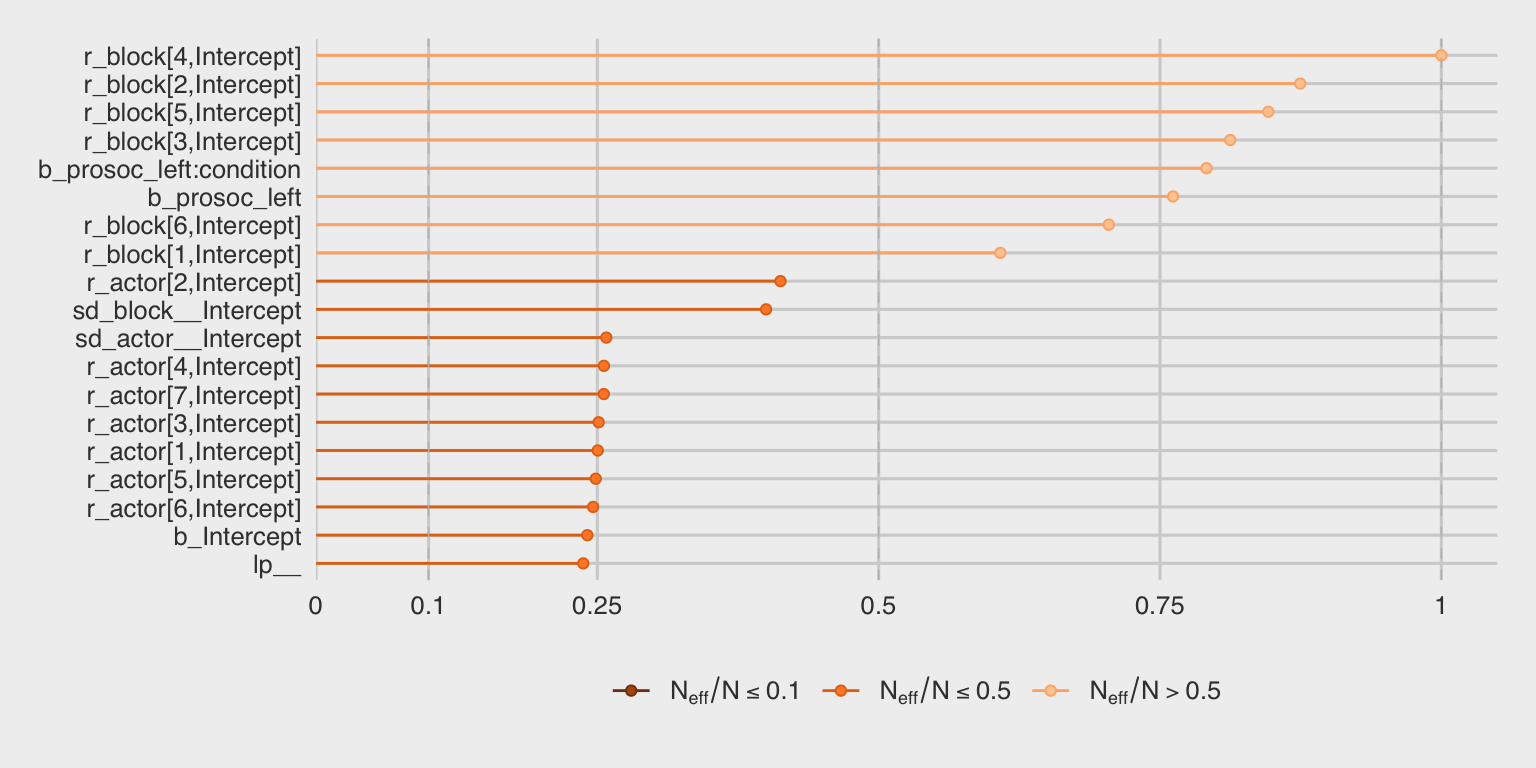 r_block[4,Intercept]
r_block[2,Intercept]
r_block[5,Intercept]
r_block[3,Intercept]
b_prosoc_left:condition
b_prosoc_left
r_block[6,Intercept]
r_block[1,Intercept]
r_actor[2,Intercept]
sd_block__Intercept
sd_actor__Intercept
r_actor[4,Intercept]
r_actor[7,Intercept]
r_actor[3,Intercept]
r_actor[1,Intercept]
r_actor[5,Intercept]
r_actor[6,Intercept]
b_Intercept
lp__
0 0.1 0.25 0.5 0.75 1
Neff/N ≤ 0.1 Neff/N ≤ 0.5 Neff/N > 0.5